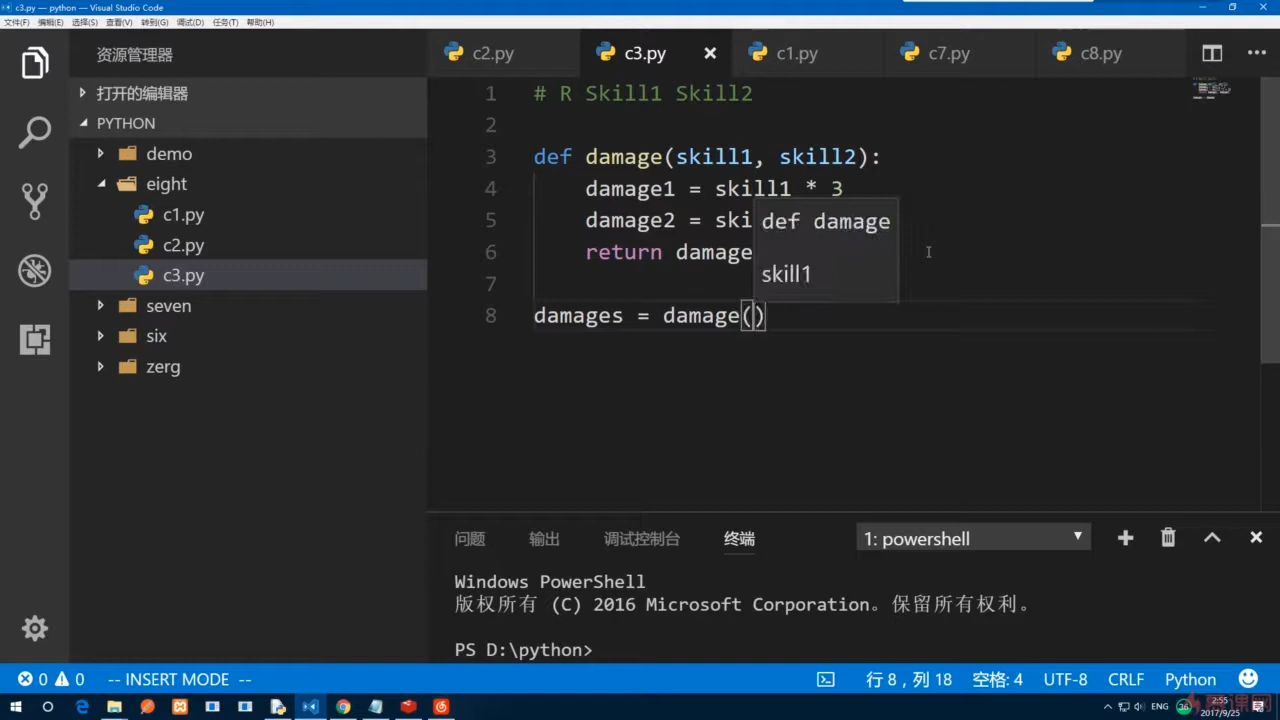 c3.py — python — Visual Studio Code
文件(F) 编辑(E) 选择(S) 查看(V) 转到(G) 调试(D) 任务(T) 帮助(H)
资源管理器
打开的编辑器
PYTHON
demo
eight
c1.py
c2.py
c3.py
seven
six
zerg
c2.py c3.py c1.py c7.py c8.py
1 # R Skill1 Skill2
2
3 def damage(skill1, skill2):
4 damage1 = skill1 * 3
5 damage2 = ski
6 return damage
7
8 damages = damage()
def damage
skill1
问题 输出 调试控制台 终端 1: powershell
Windows PowerShell
版权所有 (C) 2016 Microsoft Corporation。保留所有权利。
PS D:\python>
0 0 -- INSERT MODE -- 行 8，列 18 空格: 4 UTF-8 CRLF Python
ENG 36 2:55
2017/9/25